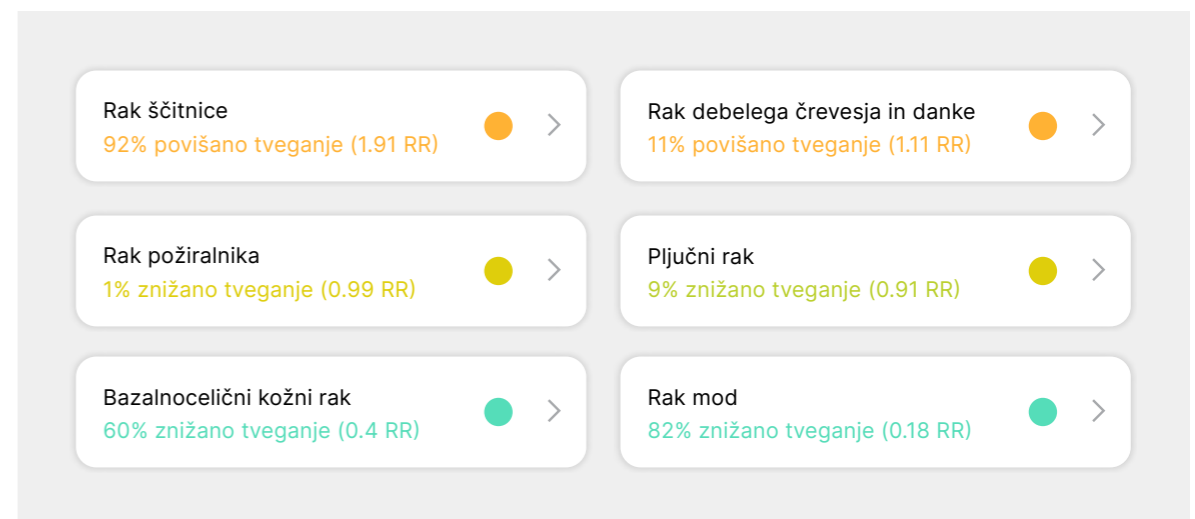 Rak ščitnice
92% povišano tveganje (1.91 RR)
Rak debelega črevesja in danke
11% povišano tveganje (1.11 RR)
Rak požiralnika
1% znižano tveganje (0.99 RR)
Pljučni rak
9% znižano tveganje (0.91 RR)
Bazalnocelični kožni rak
60% znižano tveganje (0.4 RR)
Rak mod
82% znižano tveganje (0.18 RR)